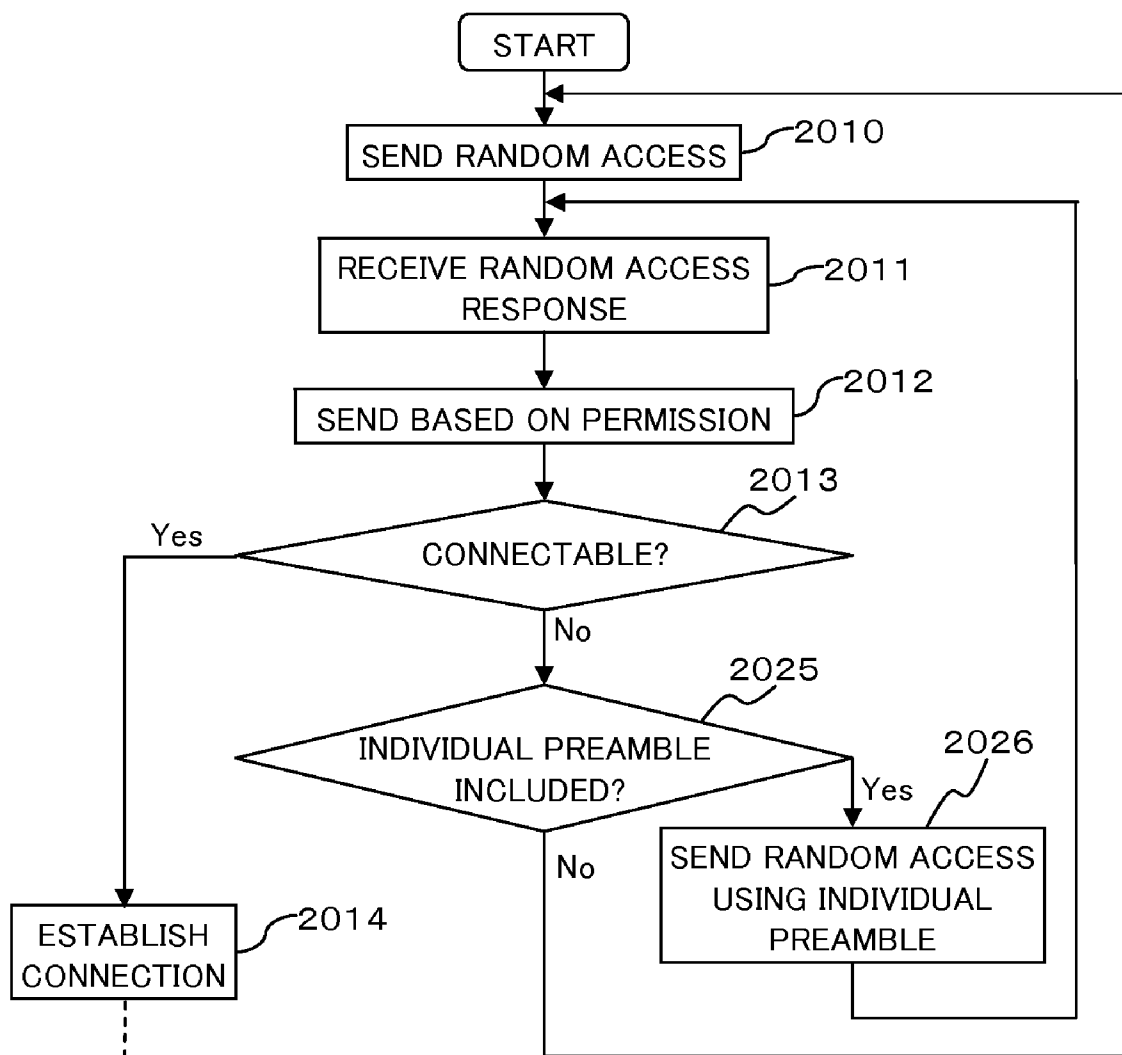 START
2010
SEND RANDOM ACCESS
RECEIVE RANDOM ACCESS
RESPONSE
2011
2012
SEND BASED ON PERMISSION
2013
Yes
CONNECTABLE?
No
2025
INDIVIDUAL PREAMBLE
INCLUDED?
2026
Yes
SEND RANDOM ACCESS
USING INDIVIDUAL
PREAMBLE
No
2014
ESTABLISH
CONNECTION